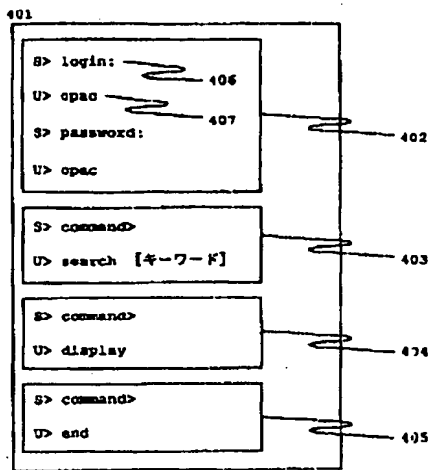 401
S> login:
406
U> opac
407
S> password:
402
U> opac
S> command>
U> search [キーワード]
403
S> command>
U> display
404
S> command>
U> end
405